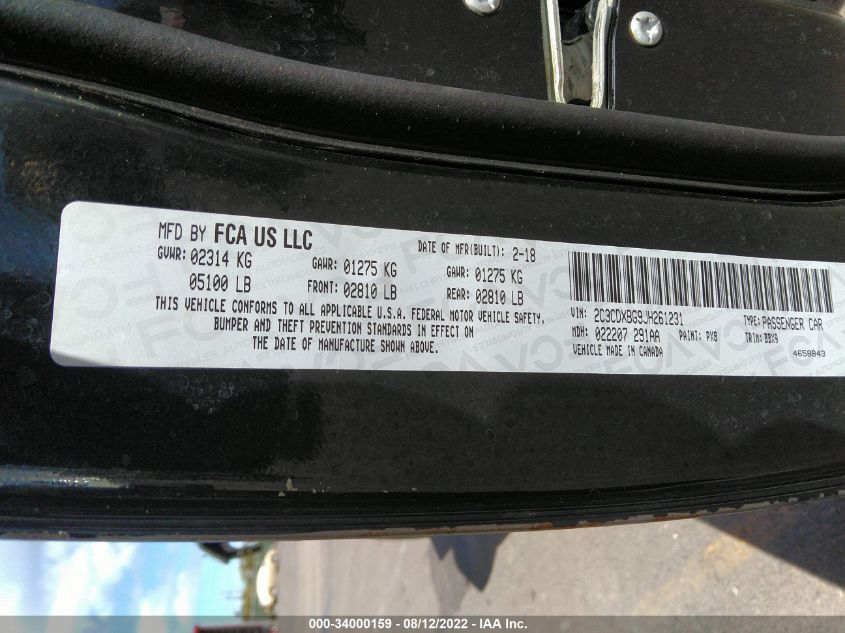 MFD BY FCA US LLC
DATE OF MFR(BUILT): 2-18
GVWR: 02314 KG GAWR: 01275 KG GAWR: 01275 KG
05100 LB FRONT: 02810 LB REAR: 02810 LB
THIS VEHICLE CONFORMS TO ALL APPLICABLE U.S.A. FEDERAL MOTOR VEHICLE SAFETY,
BUMPER AND THEFT PREVENTION STANDARDS IN EFFECT ON
THE DATE OF MANUFACTURE SHOWN ABOVE.
VIN: 2C3CDXBG9JH261231 TYPE: PASSENGER CAR
MDH: 022207 291AA PAINT: PX8 TRIM: BBX9
VEHICLE MADE IN CANADA 4658843
000-34000159 - 08/12/2022 - IAA Inc.